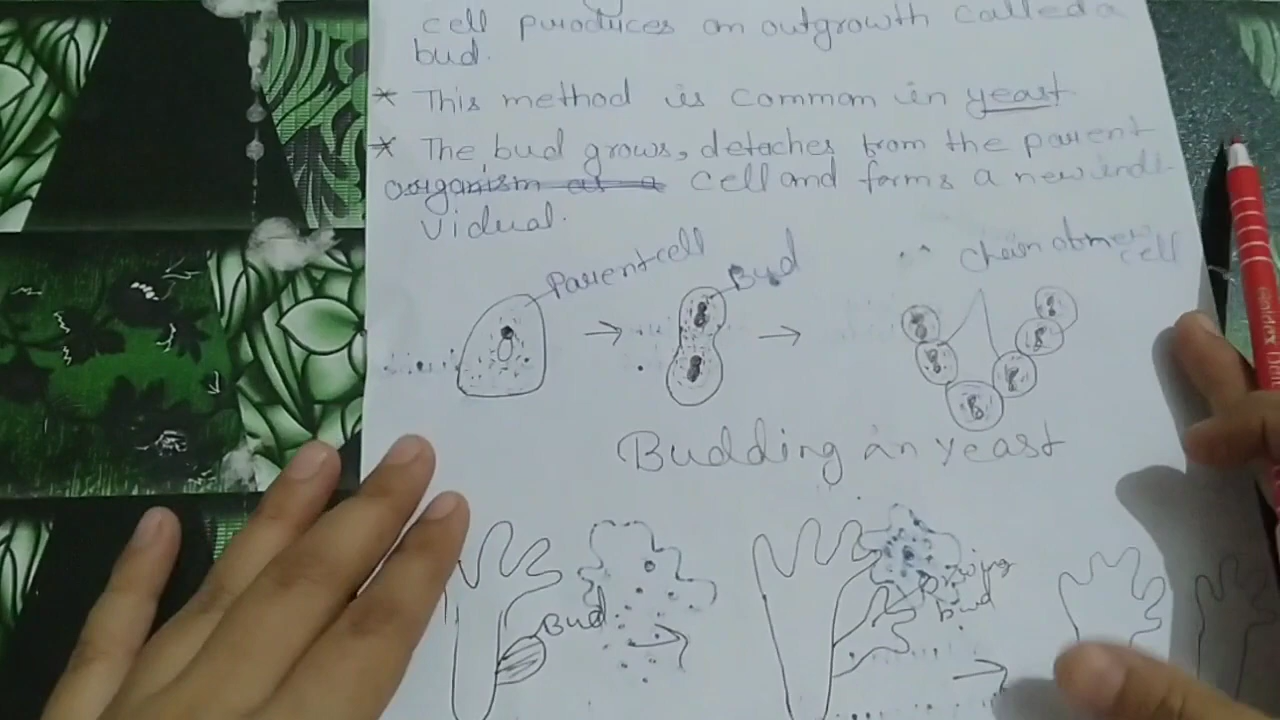 cell produces an outgrowth called a
bud.
* This method is common in yeast
* The bud grows, detaches from the parent
organism at a cell and forms a new indi-
vidual.
Parent cell
Bud
Chain of
cell
Budding in yeast
Bud
bud